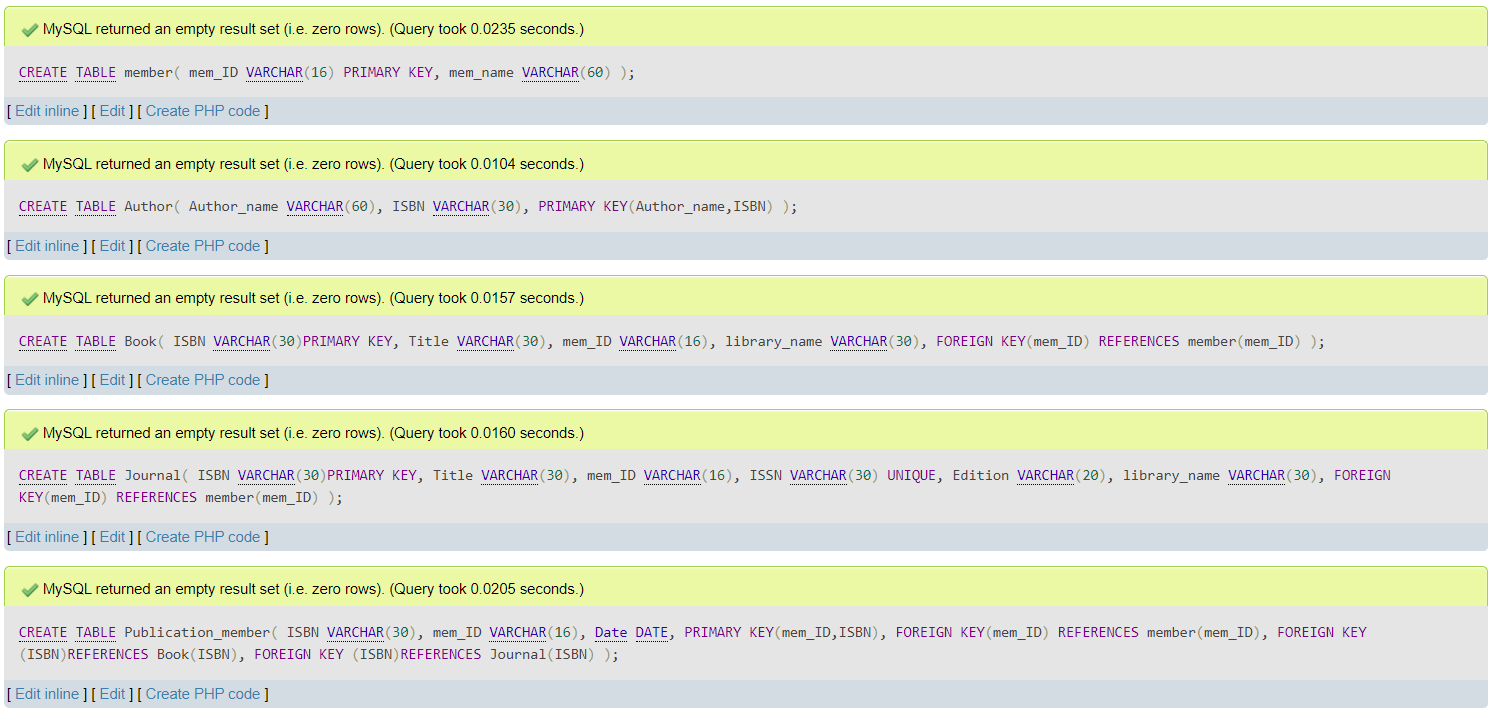 MySQL returned an empty result set (i.e. zero rows). (Query took 0.0235 seconds.)
CREATE TABLE member( mem_ID VARCHAR(16) PRIMARY KEY, mem_name VARCHAR(60) );
[ Edit inline ] [ Edit ] [ Create PHP code ]
MySQL returned an empty result set (i.e. zero rows). (Query took 0.0104 seconds.)
CREATE TABLE Author( Author_name VARCHAR(60), ISBN VARCHAR(30), PRIMARY KEY(Author_name,ISBN) );
[ Edit inline ] [ Edit ] [ Create PHP code ]
MySQL returned an empty result set (i.e. zero rows). (Query took 0.0157 seconds.)
CREATE TABLE Book( ISBN VARCHAR(30)PRIMARY KEY, Title VARCHAR(30), mem_ID VARCHAR(16), library_name VARCHAR(30), FOREIGN KEY(mem_ID) REFERENCES member(mem_ID) );
[ Edit inline ] [ Edit ] [ Create PHP code ]
MySQL returned an empty result set (i.e. zero rows). (Query took 0.0160 seconds.)
CREATE TABLE Journal( ISBN VARCHAR(30)PRIMARY KEY, Title VARCHAR(30), mem_ID VARCHAR(16), ISSN VARCHAR(30) UNIQUE, Edition VARCHAR(20), library_name VARCHAR(30), FOREIGN
KEY(mem_ID) REFERENCES member(mem_ID) );
[ Edit inline ] [ Edit ] [ Create PHP code ]
MySQL returned an empty result set (i.e. zero rows). (Query took 0.0205 seconds.)
CREATE TABLE Publication_member( ISBN VARCHAR(30), mem_ID VARCHAR(16), Date DATE, PRIMARY KEY(mem_ID,ISBN), FOREIGN KEY(mem_ID) REFERENCES member(mem_ID), FOREIGN KEY
(ISBN)REFERENCES Book(ISBN), FOREIGN KEY (ISBN)REFERENCES Journal(ISBN) );
[ Edit inline ] [ Edit ] [ Create PHP code ]